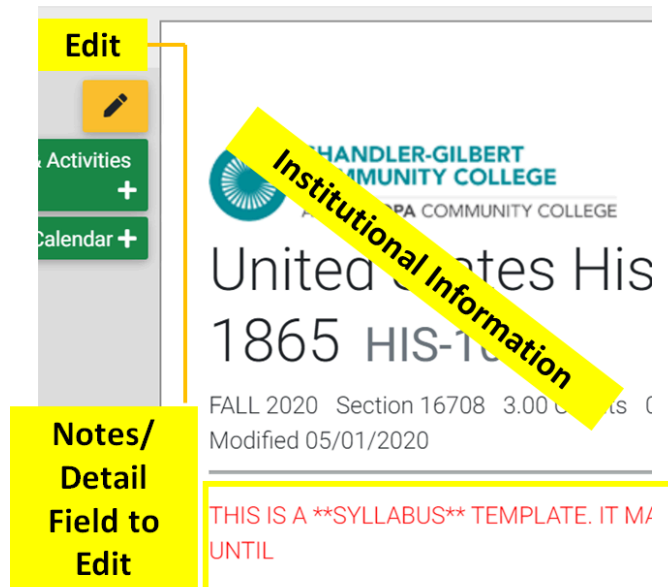 Edit
& Activities
+
Calendar +
CHANDLER-GILBERT
COMMUNITY COLLEGE
COMMUNITY COLLEGE
Institutional Information
United States His
1865 HIS-10
FALL 2020 Section 16708 3.00 Credits
Modified 05/01/2020
Notes/
Detail
Field to
Edit
THIS IS A **SYLLABUS** TEMPLATE. IT MA
UNTIL